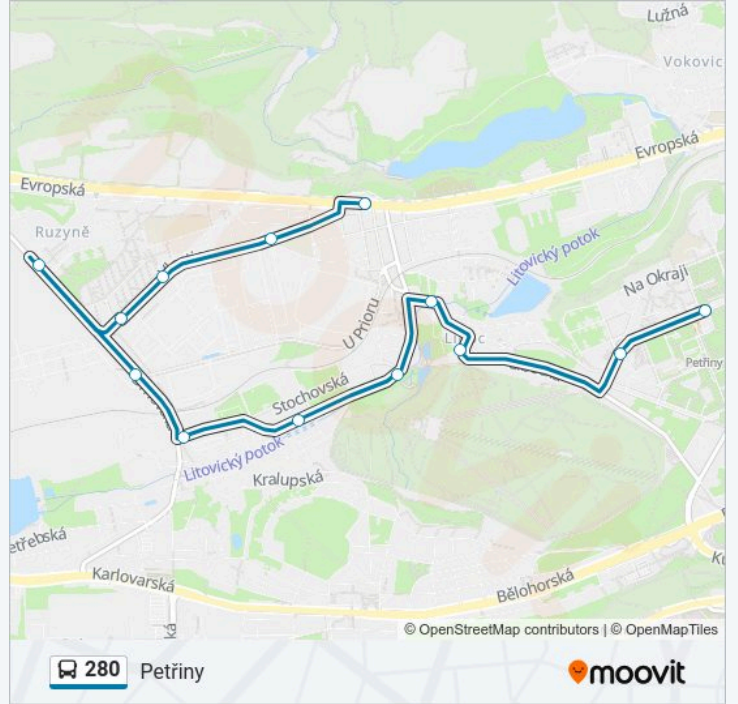 Lužná
Vokovic
Evropská
Evropská
Ruzyně
Litovický potok
Na Okraji
U Prioru
Petřiny
Stochovská
Litovický potok
Kralupská
etřebská
Karlovarská
Bělohorská
ká
© OpenStreetMap contributors | © OpenMapTiles
280 Petřiny
moovit